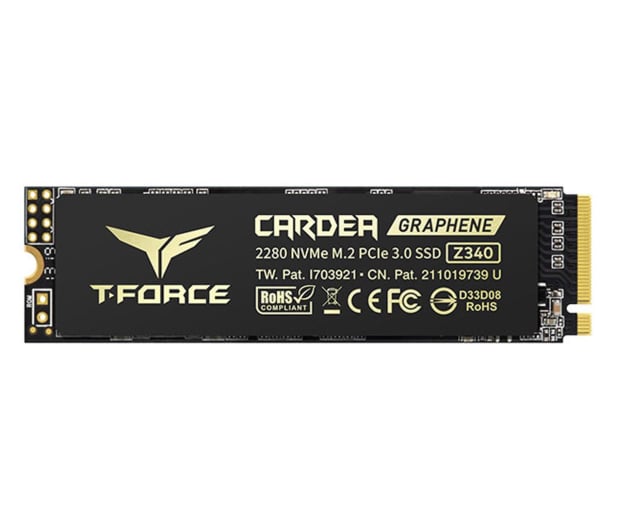 T-FORCE
CARDEA GRAPHENE
2280 NVMe M.2 PCIe 3.0 SSD Z340
TW. Pat. I703921 • CN. Pat. 211019739 U
RoHS
COMPLIANT
CE FC
D33D08
RoHS